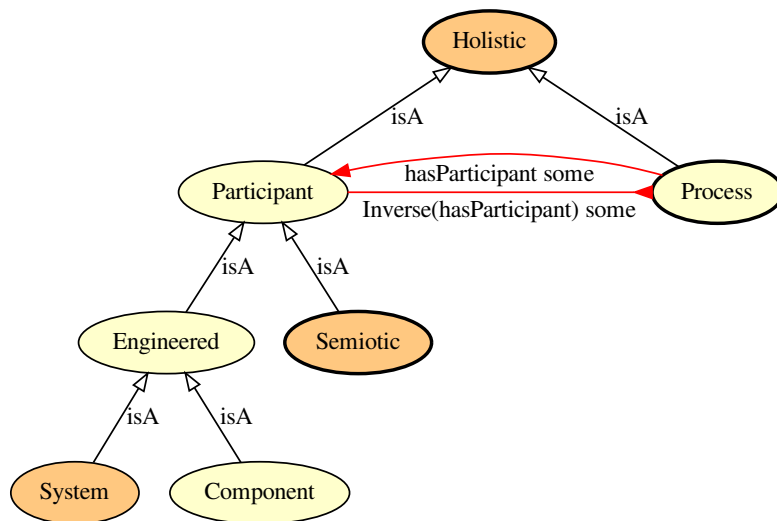 Holistic
isA
isA
hasParticipant some
Participant
Process
Inverse(hasParticipant) some
isA
isA
Engineered
Semiotic
isA
isA
System
Component